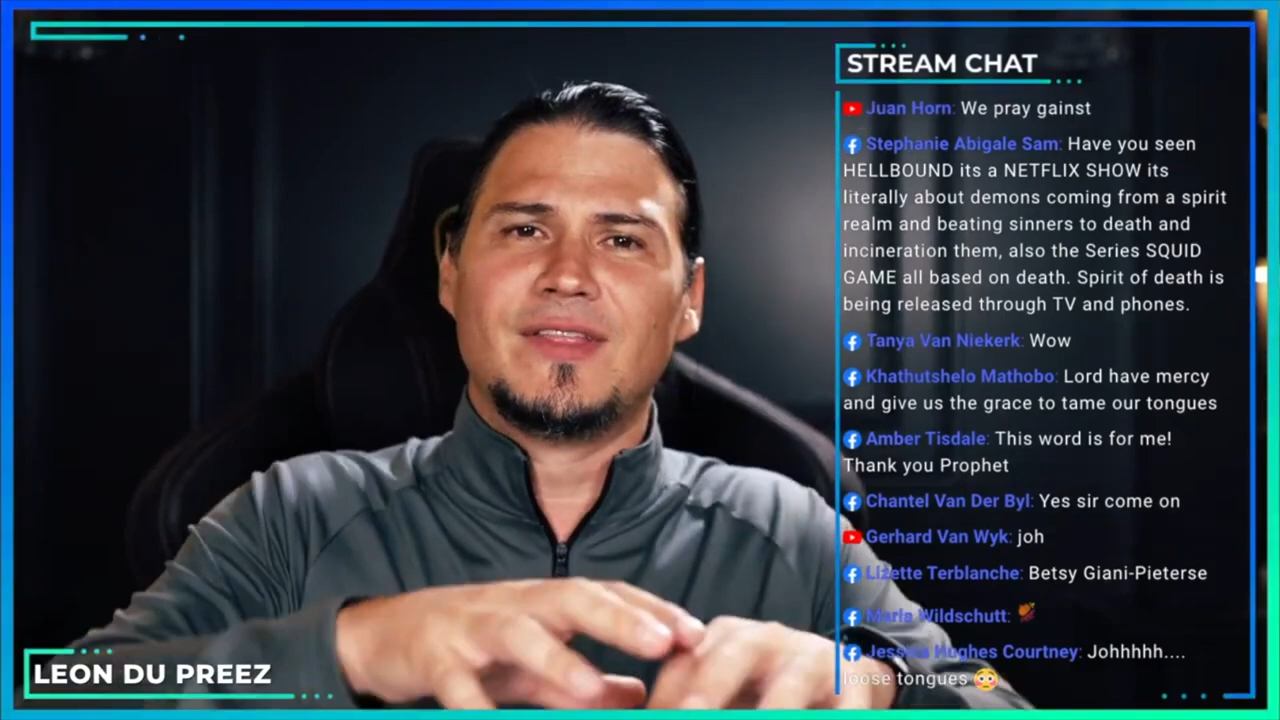 STREAM CHAT
Juan Horn: We pray gainst
Stephanie Abigale Sam: Have you seen
HELLBOUND its a NETFLIX SHOW its
literally about demons coming from a spirit
realm and beating sinners to death and
incineration them, also the Series SQUID
GAME all based on death. Spirit of death is
being released through TV and phones.
Tanya Van Niekerk: Wow
Khathutshelo Mathobo: Lord have mercy
and give us the grace to tame our tongues
Amber Tisdale: This word is for me!
Thank you Prophet
Chantel Van Der Byl: Yes sir come on
Gerhard Van Wyk: joh
Lizette Terblanche: Betsy Giani-Pieterse
Marla Wildschutt: 💘
Jessica Hughes Courtney: Johhhhh....
loose tongues 😳
LEON DU PREEZ